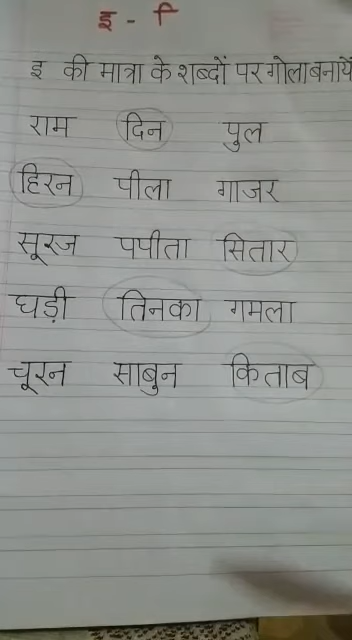 इ - ि
इ की मात्रा के शब्दों पर गोला बनायें
राम दिन पुल
हिरन पीला गाजर
सूरज पपीता सितार
घड़ी तिनका गमला
चूरन साबुन किताब